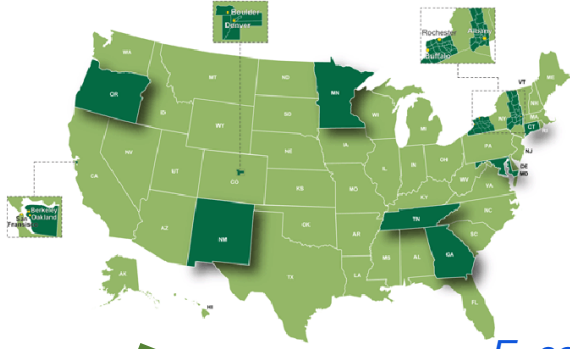 Boulder
Denver
Rochester
Albany
Buffalo
WA
OR
MT
ND
MN
ID
SD
WI
MI
WY
VT
ME
NH
MA
CT
NY
PA
NJ
DE
MD
NV
UT
CO
NE
IA
IL
IN
OH
WV
VA
CA
KS
MO
KY
NC
TN
SC
AZ
NM
OK
AR
MS
AL
GA
TX
LA
FL
AK
HI
Berkeley
Oakland
San